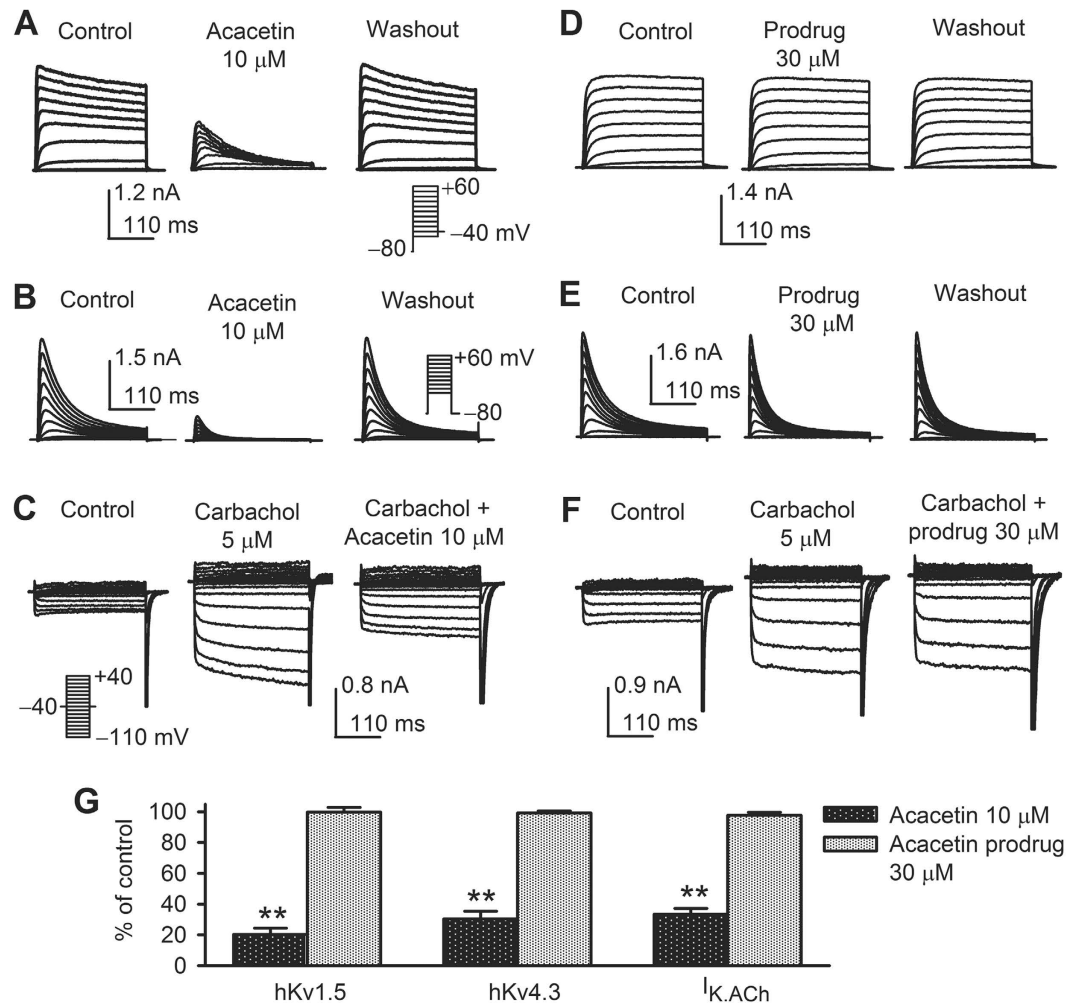 A
Control
Acacetin
10 μM
Washout
1.2 nA
110 ms
+60
−40 mV
−80
D
Control
Prodrug
30 μM
Washout
1.4 nA
110 ms
B
Control
Acacetin
10 μM
Washout
1.5 nA
110 ms
+60 mV
−80
E
Control
Prodrug
30 μM
Washout
1.6 nA
110 ms
C
Control
Carbachol
5 μM
Carbachol +
Acacetin 10 μM
+40
−40
−110 mV
0.8 nA
110 ms
F
Control
Carbachol
5 μM
Carbachol +
prodrug 30 μM
0.9 nA
110 ms
G
% of control
100
80
60
40
20
0
**
**
**
hKv1.5
hKv4.3
IK.ACh
Acacetin 10 μM
Acacetin prodrug
30 μM